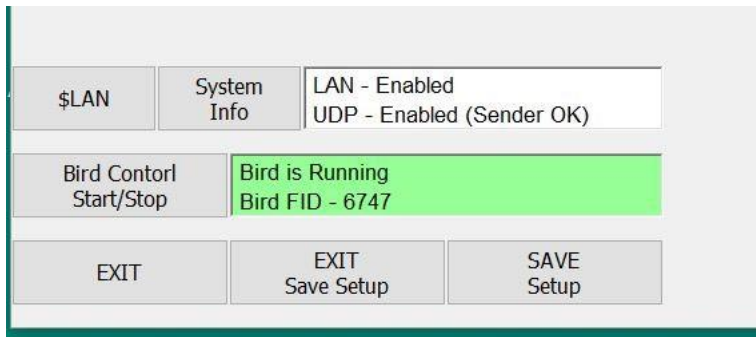 $LAN
System
Info
LAN - Enabled
UDP - Enabled (Sender OK)
Bird Contorl
Start/Stop
Bird is Running
Bird FID - 6747
EXIT
EXIT
Save Setup
SAVE
Setup